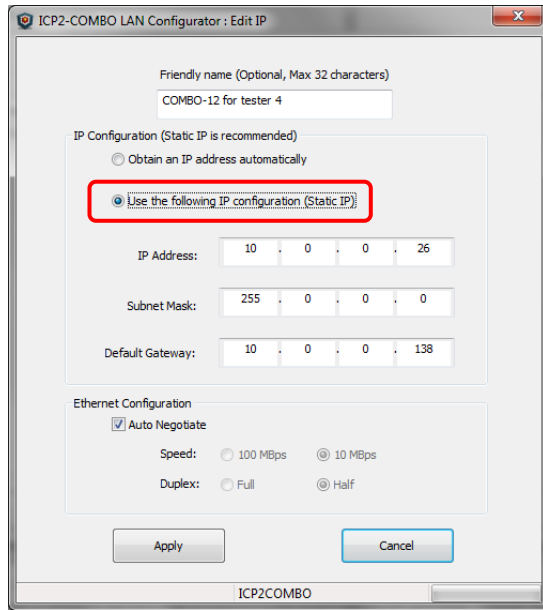 ICP2-COMBO LAN Configurator : Edit IP
Friendly name (Optional, Max 32 characters)
COMBO-12 for tester 4
IP Configuration (Static IP is recommended)
Obtain an IP address automatically
Use the following IP configuration (Static IP)
IP Address: 10 . 0 . 0 . 26
Subnet Mask: 255 . 0 . 0 . 0
Default Gateway: 10 . 0 . 0 . 138
Ethernet Configuration
Auto Negotiate
Speed: 100 MBps 10 MBps
Duplex: Full Half
Apply Cancel
ICP2COMBO